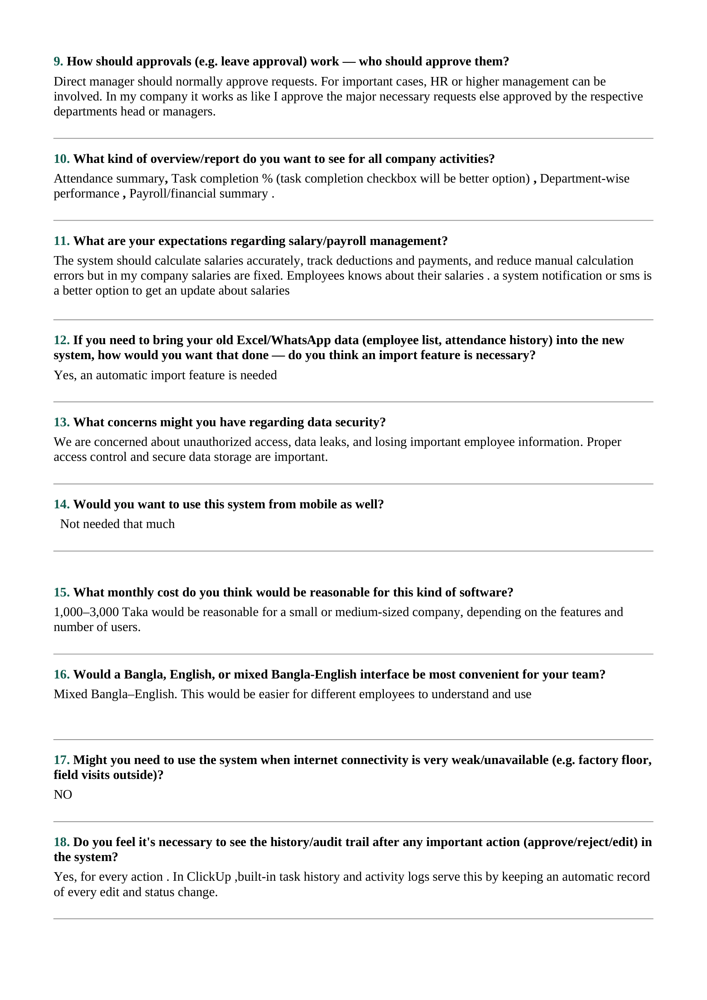 9. How should approvals (e.g. leave approval) work — who should approve them?
Direct manager should normally approve requests. For important cases, HR or higher management can be
involved. In my company it works as like I approve the major necessary requests else approved by the respective
departments head or managers.
10. What kind of overview/report do you want to see for all company activities?
Attendance summary, Task completion % (task completion checkbox will be better option) , Department-wise
performance , Payroll/financial summary .
11. What are your expectations regarding salary/payroll management?
The system should calculate salaries accurately, track deductions and payments, and reduce manual calculation
errors but in my company salaries are fixed. Employees knows about their salaries . a system notification or sms is
a better option to get an update about salaries
12. If you need to bring your old Excel/WhatsApp data (employee list, attendance history) into the new
system, how would you want that done — do you think an import feature is necessary?
Yes, an automatic import feature is needed
13. What concerns might you have regarding data security?
We are concerned about unauthorized access, data leaks, and losing important employee information. Proper
access control and secure data storage are important.
14. Would you want to use this system from mobile as well?
Not needed that much
15. What monthly cost do you think would be reasonable for this kind of software?
1,000–3,000 Taka would be reasonable for a small or medium-sized company, depending on the features and
number of users.
16. Would a Bangla, English, or mixed Bangla-English interface be most convenient for your team?
Mixed Bangla–English. This would be easier for different employees to understand and use
17. Might you need to use the system when internet connectivity is very weak/unavailable (e.g. factory floor,
field visits outside)?
NO
18. Do you feel it's necessary to see the history/audit trail after any important action (approve/reject/edit) in
the system?
Yes, for every action . In ClickUp ,built-in task history and activity logs serve this by keeping an automatic record
of every edit and status change.